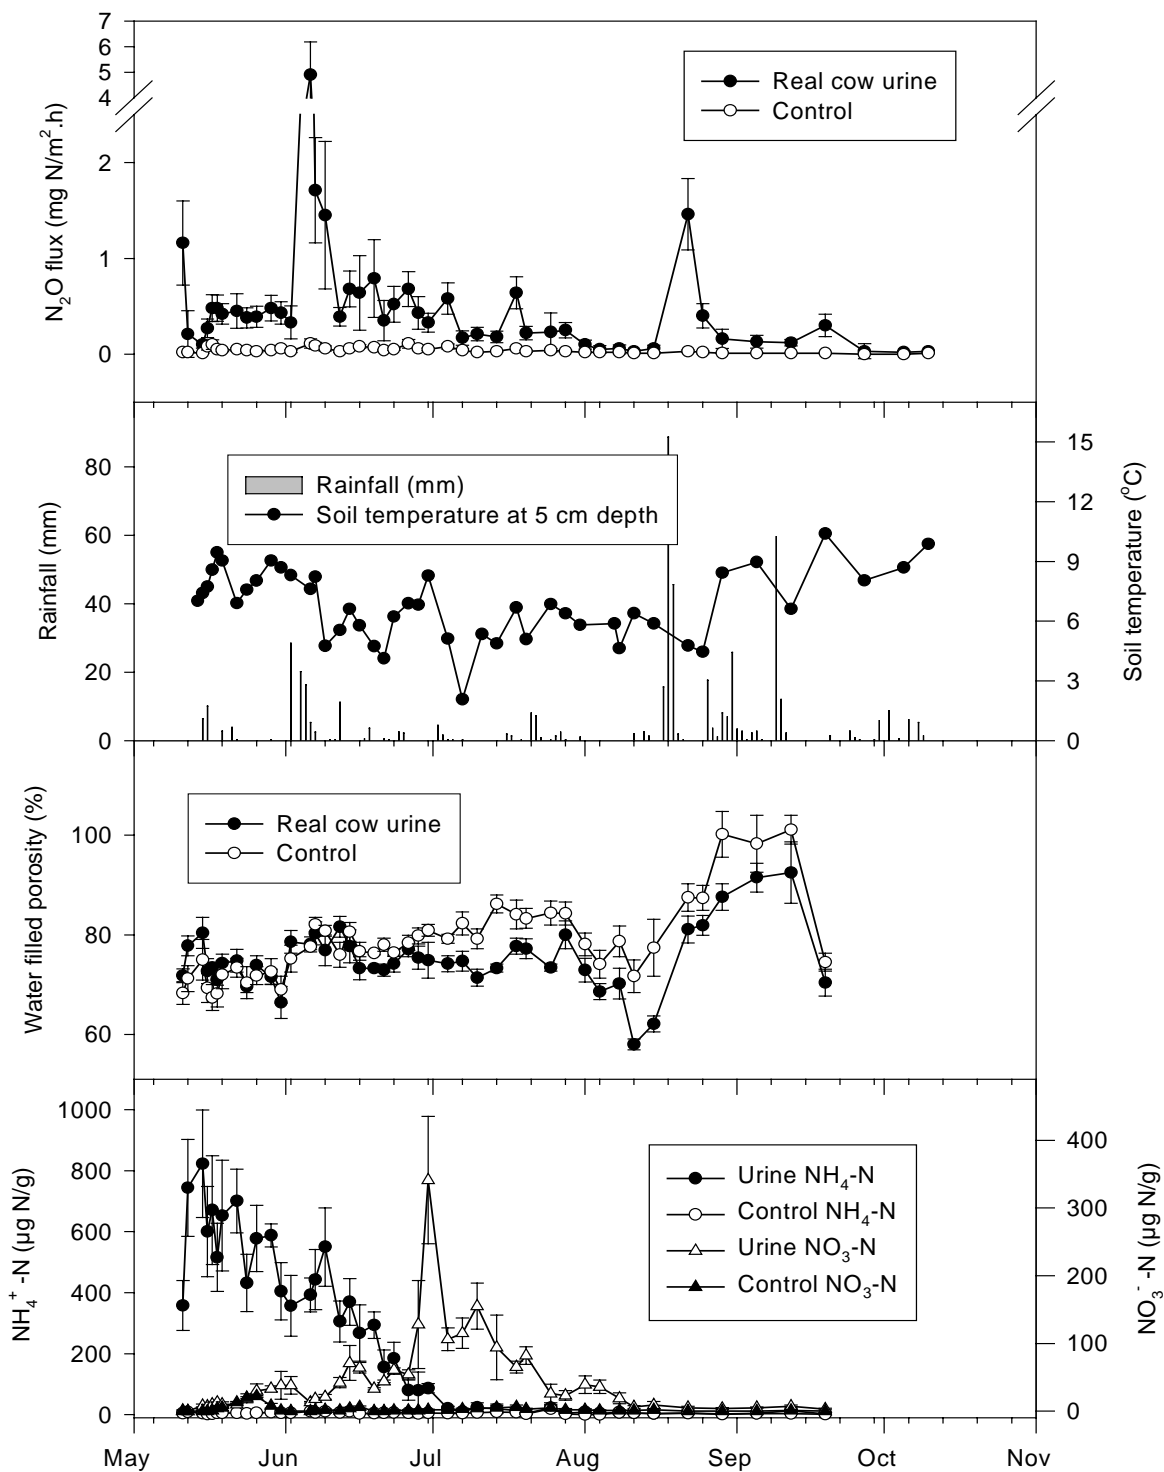 7
6
5
4
2
1
0
N₂O flux (mg N/m².h)
Real cow urine
Control
80
60
40
20
0
Rainfall (mm)
Rainfall (mm)
Soil temperature at 5 cm depth
15
12
9
6
3
0
Soil temperature (°C)
100
80
60
Water filled porosity (%)
Real cow urine
Control
1000
800
600
400
200
0
NH₄⁺-N (µg N/g)
Urine NH₄-N
Control NH₄-N
Urine NO₃-N
Control NO₃-N
400
300
200
100
0
NO₃⁻-N (µg N/g)
May Jun Jul Aug Sep Oct Nov